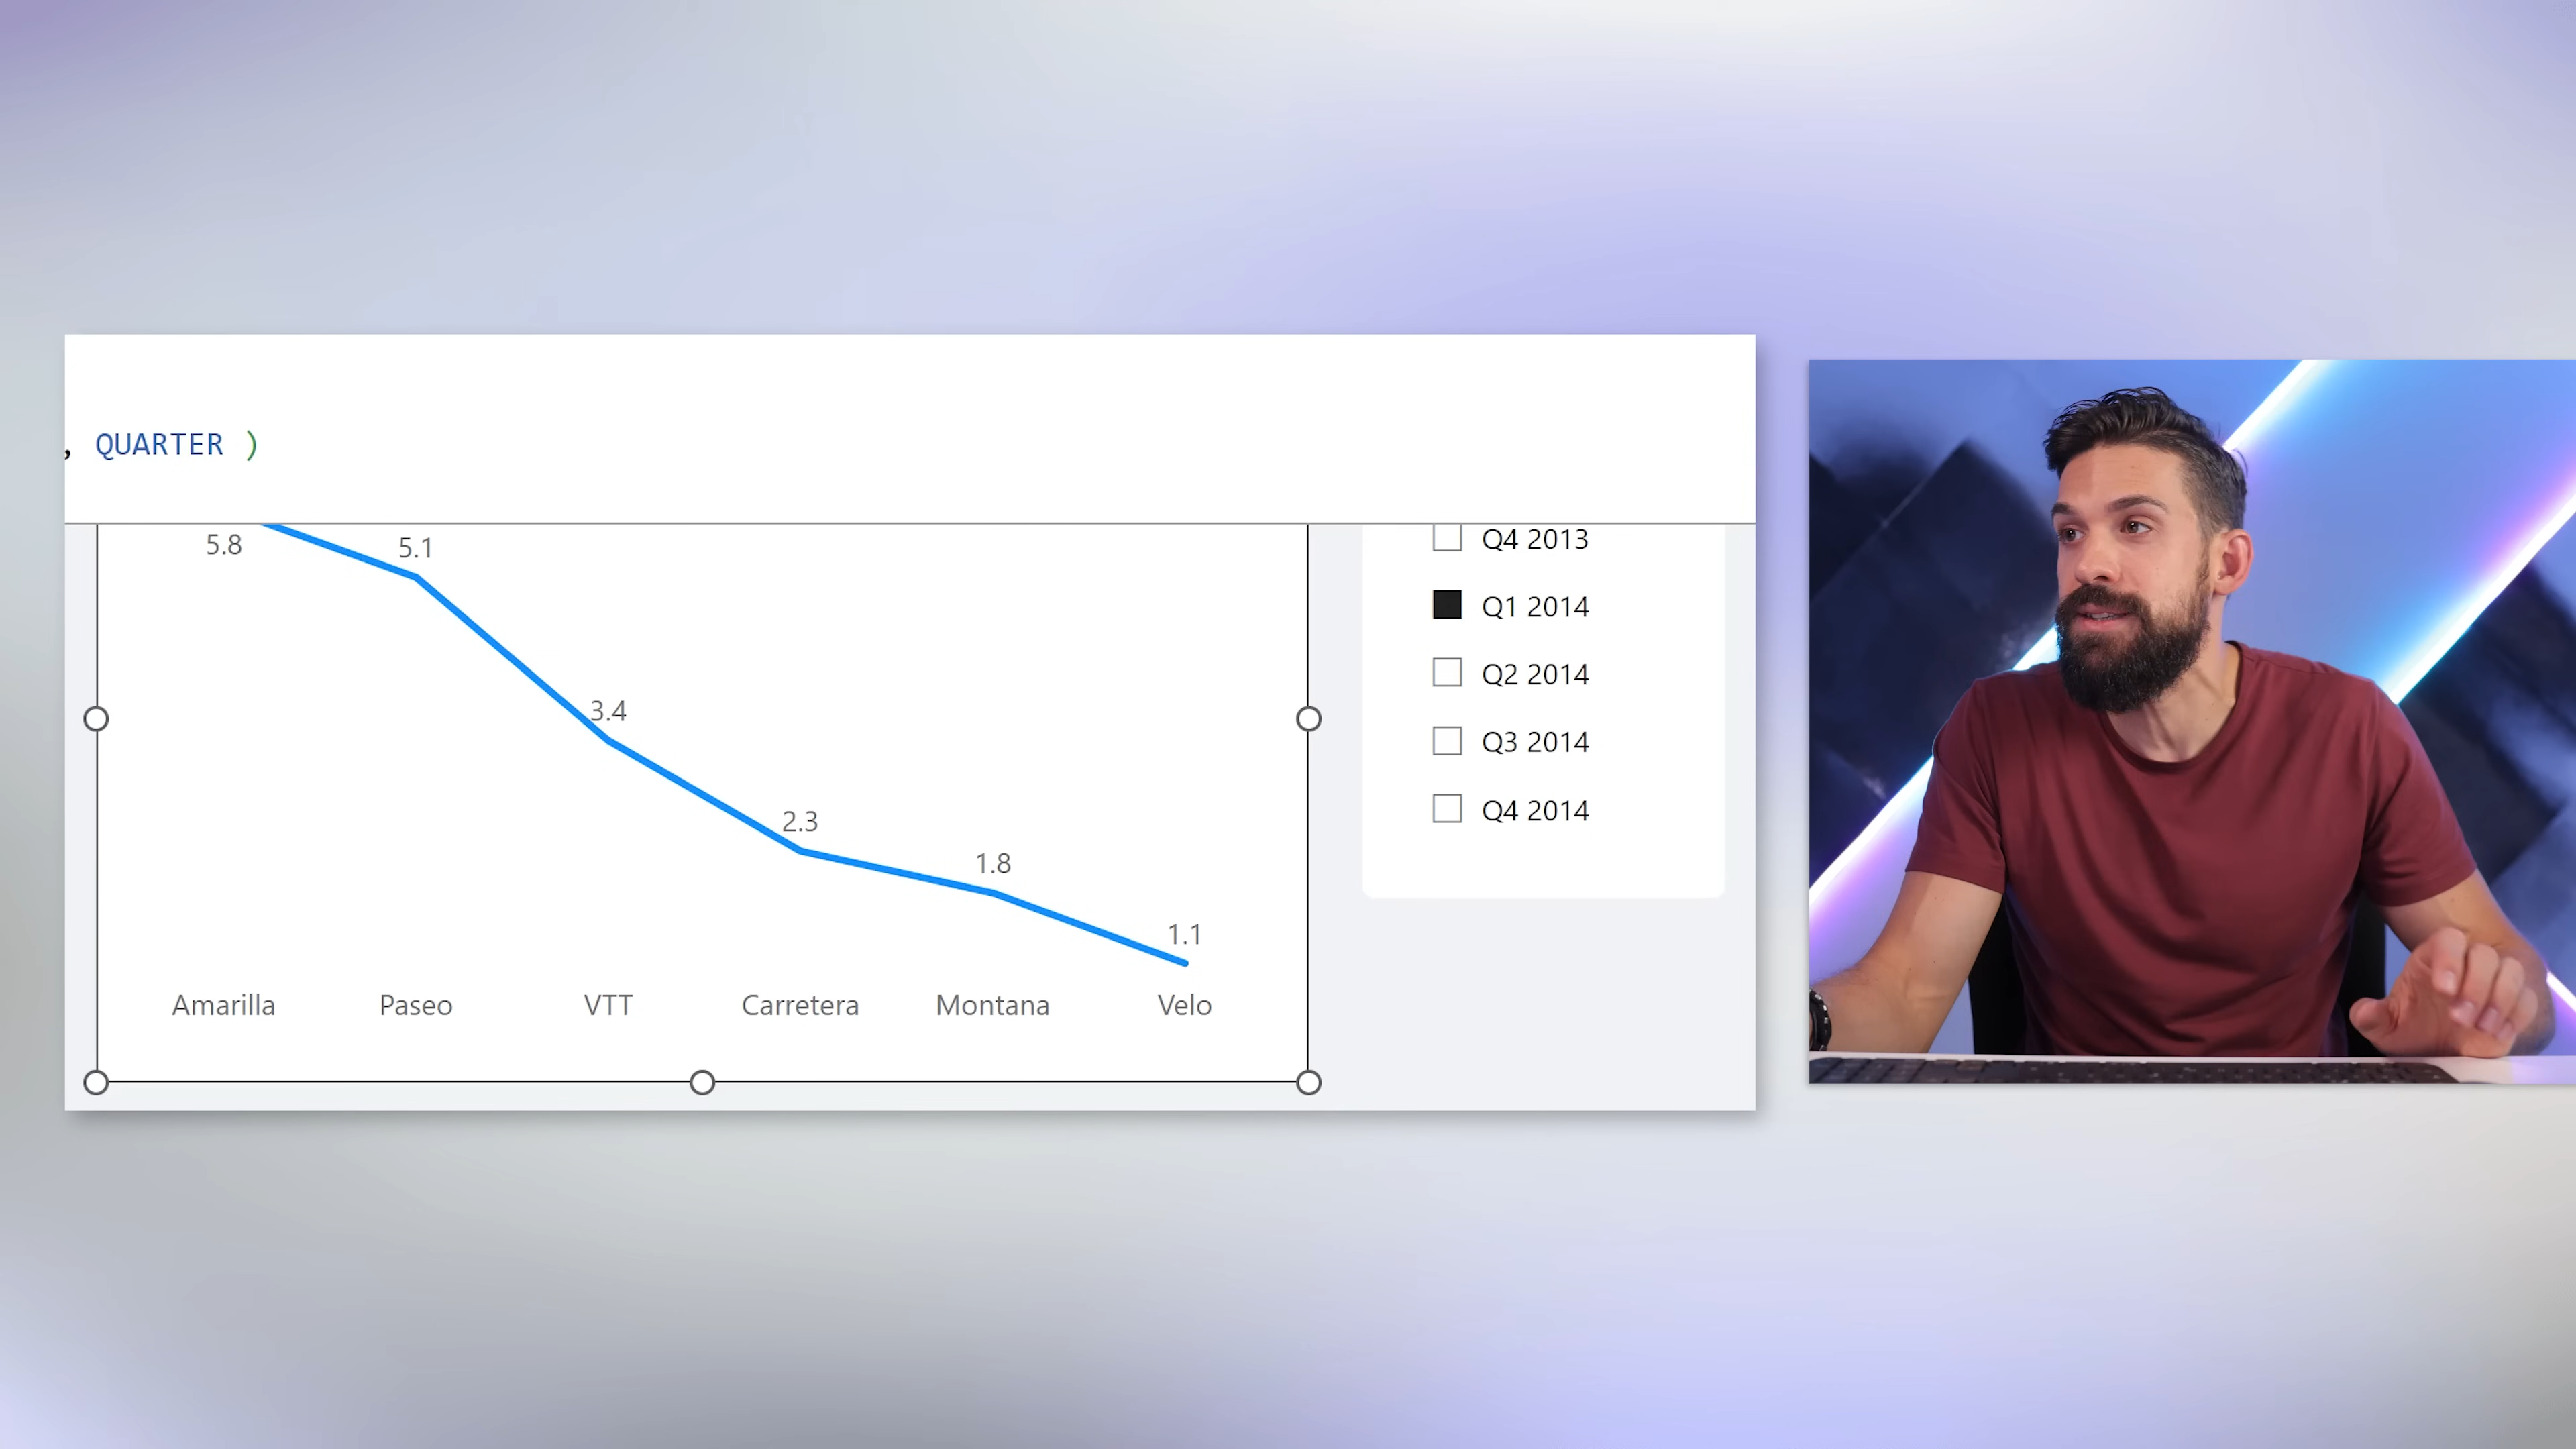 , QUARTER )
5.8
5.1
3.4
2.3
1.8
1.1
Amarilla
Paseo
VTT
Carretera
Montana
Velo
Q4 2013
Q1 2014
Q2 2014
Q3 2014
Q4 2014